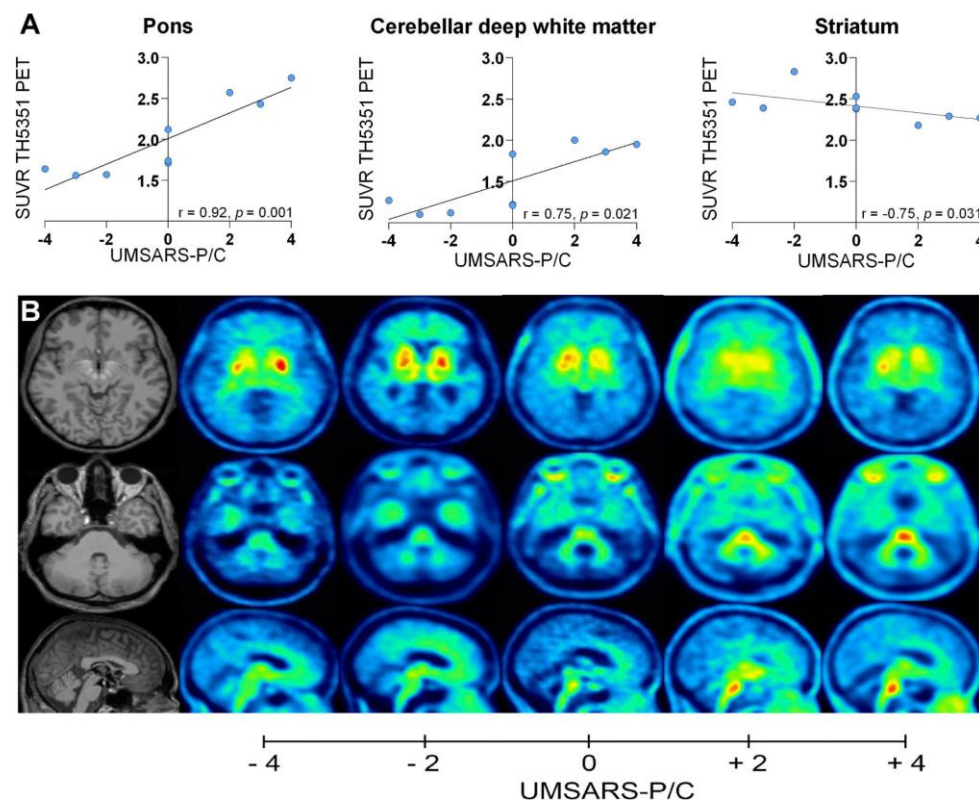 A
Pons
Cerebellar deep white matter
Striatum
SUVR TH5351 PET
3.0
2.5
2.0
1.5
-4
-2
0
2
4
r = 0.92, p = 0.001
UMSARS-P/C
SUVR TH5351 PET
3.0
2.5
2.0
1.5
-4
-2
0
2
4
r = 0.75, p = 0.021
UMSARS-P/C
SUVR TH5351 PET
3.0
2.5
2.0
1.5
-4
-2
0
2
4
r = -0.75, p = 0.031
UMSARS-P/C
B
- 4
- 2
0
+ 2
+ 4
UMSARS-P/C